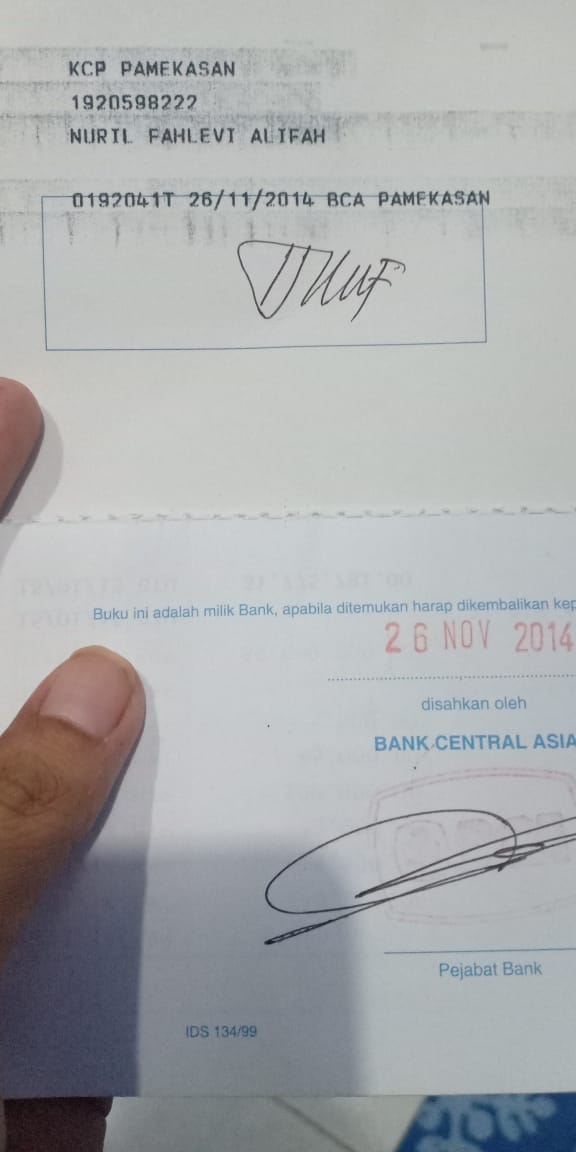 KCP PAMEKASAN
1920598222
NURIL FAHLEVI ALIFAH
0192041T 26/11/2014 BCA PAMEKASAN
Buku ini adalah milik Bank, apabila ditemukan harap dikembalikan kep
26 NOV 2014
disahkan oleh
BANK CENTRAL ASIA
Pejabat Bank
IDS 134/99